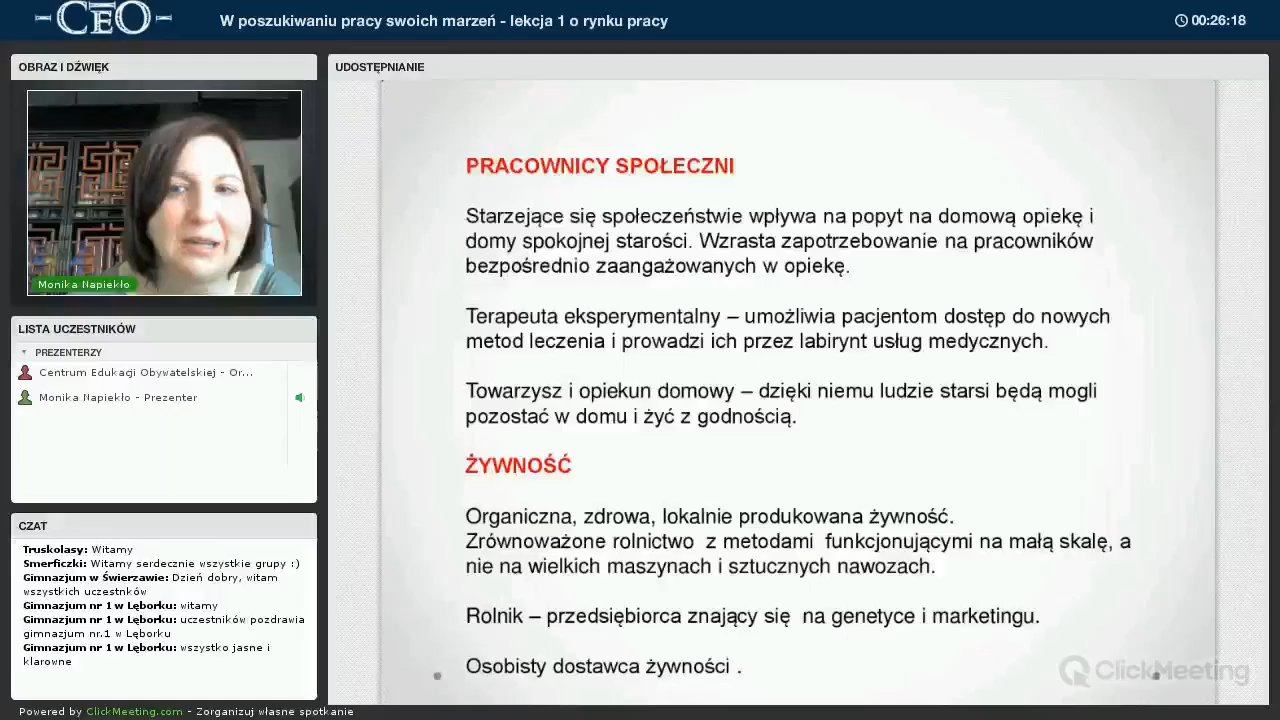 CEO
W poszukiwaniu pracy swoich marzeń - lekcja 1 o rynku pracy
00:26:18
OBRAZ I DŹWIĘK
Monika Napiekło
LISTA UCZESTNIKÓW
PREZENTERZY
Centrum Edukacji Obywatelskiej - Or...
Monika Napiekło - Prezenter
CZAT
Truskolasy: Witamy
Smerficzki: Witamy serdecznie wszystkie grupy :)
Gimnazjum w Świerzawie: Dzień dobry, witam
wszystkich uczestnków
Gimnazjum nr 1 w Lęborku: witamy
Gimnazjum nr 1 w Lęborku: uczestników pozdrawia
gimnazjum nr.1 w Lęborku
Gimnazjum nr 1 w Lęborku: wszystko jasne i
klarowne
UDOSTĘPNIANIE
PRACOWNICY SPOŁECZNI
Starzejące się społeczeństwie wpływa na popyt na domową opiekę i
domy spokojnej starości. Wzrasta zapotrzebowanie na pracowników
bezpośrednio zaangażowanych w opiekę.
Terapeuta eksperymentalny – umożliwia pacjentom dostęp do nowych
metod leczenia i prowadzi ich przez labirynt usług medycznych.
Towarzysz i opiekun domowy – dzięki niemu ludzie starsi będą mogli
pozostać w domu i żyć z godnością.
ŻYWNOŚĆ
Organiczna, zdrowa, lokalnie produkowana żywność.
Zrównoważone rolnictwo z metodami funkcjonującymi na małą skalę, a
nie na wielkich maszynach i sztucznych nawozach.
Rolnik – przedsiębiorca znający się na genetyce i marketingu.
Osobisty dostawca żywności .
ClickMeeting
Powered by ClickMeeting.com - Zorganizuj własne spotkanie